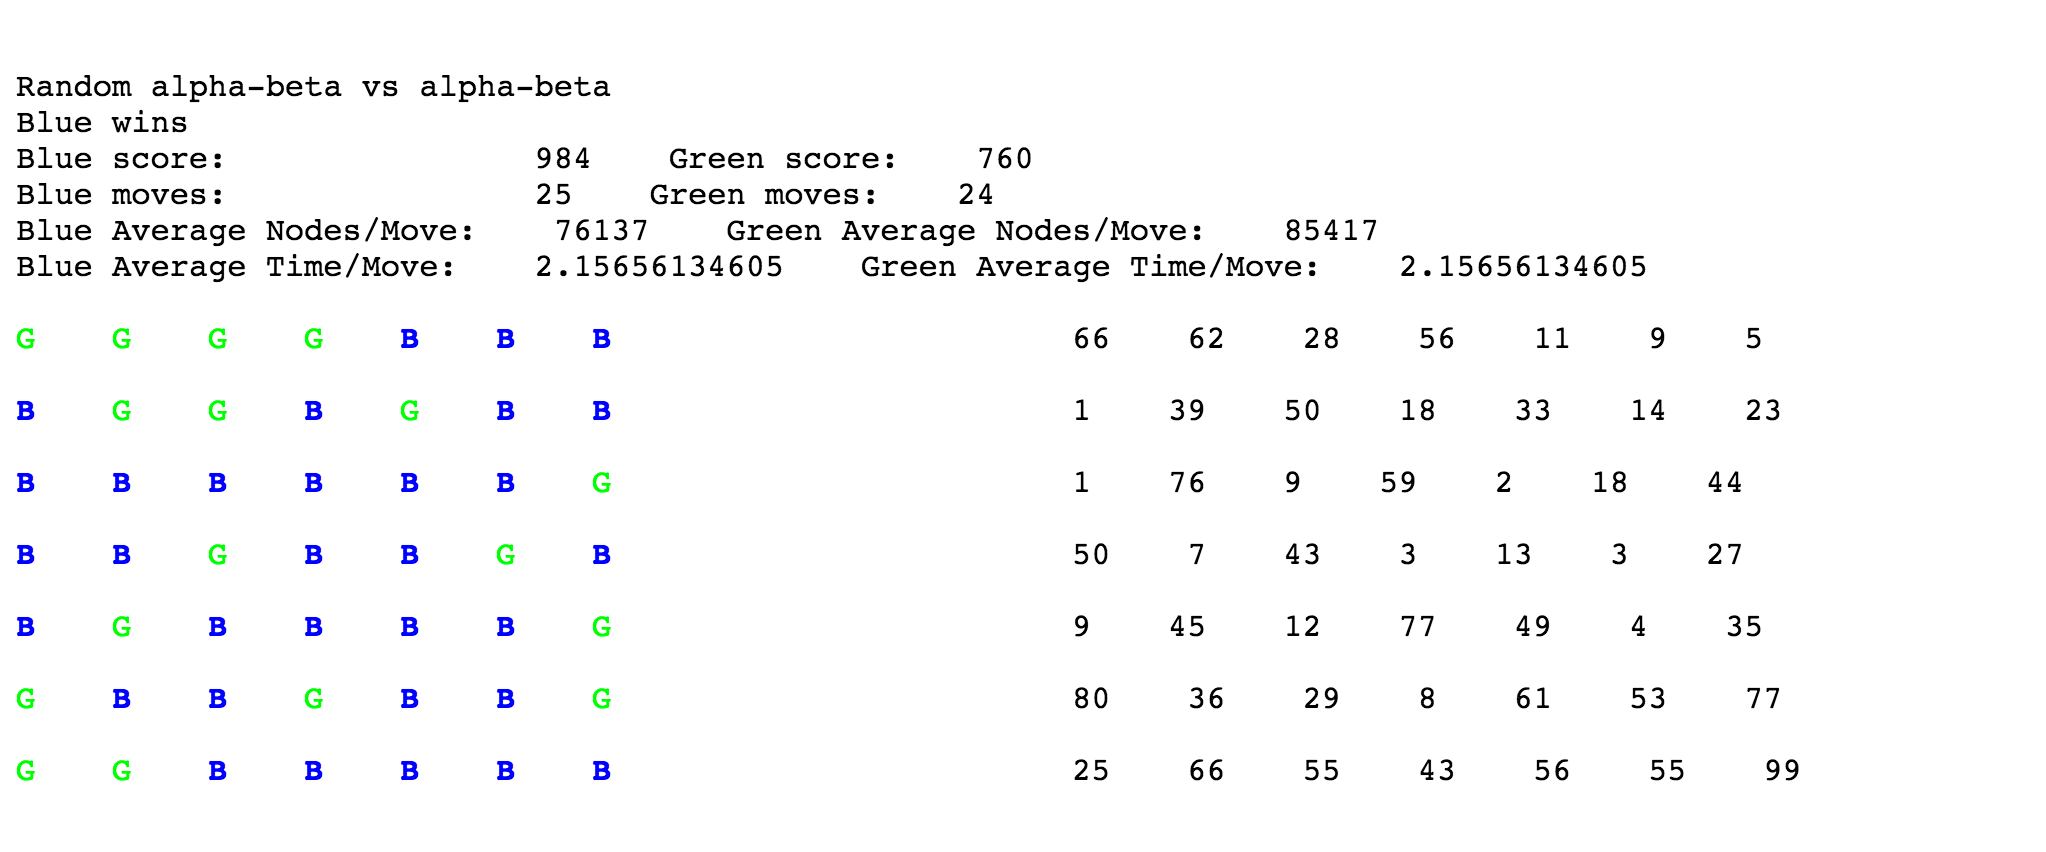 Random alpha-beta vs alpha-beta
Blue wins
Blue score: 984 Green score: 760
Blue moves: 25 Green moves: 24
Blue Average Nodes/Move: 76137 Green Average Nodes/Move: 85417
Blue Average Time/Move: 2.15656134605 Green Average Time/Move: 2.15656134605
G G G G B B B 66 62 28 56 11 9 5
B G G B G B B 1 39 50 18 33 14 23
B B B B B B G 1 76 9 59 2 18 44
B B G B B G B 50 7 43 3 13 3 27
B G B B B B G 9 45 12 77 49 4 35
G B B G B B G 80 36 29 8 61 53 77
G G B B B B B 25 66 55 43 56 55 99